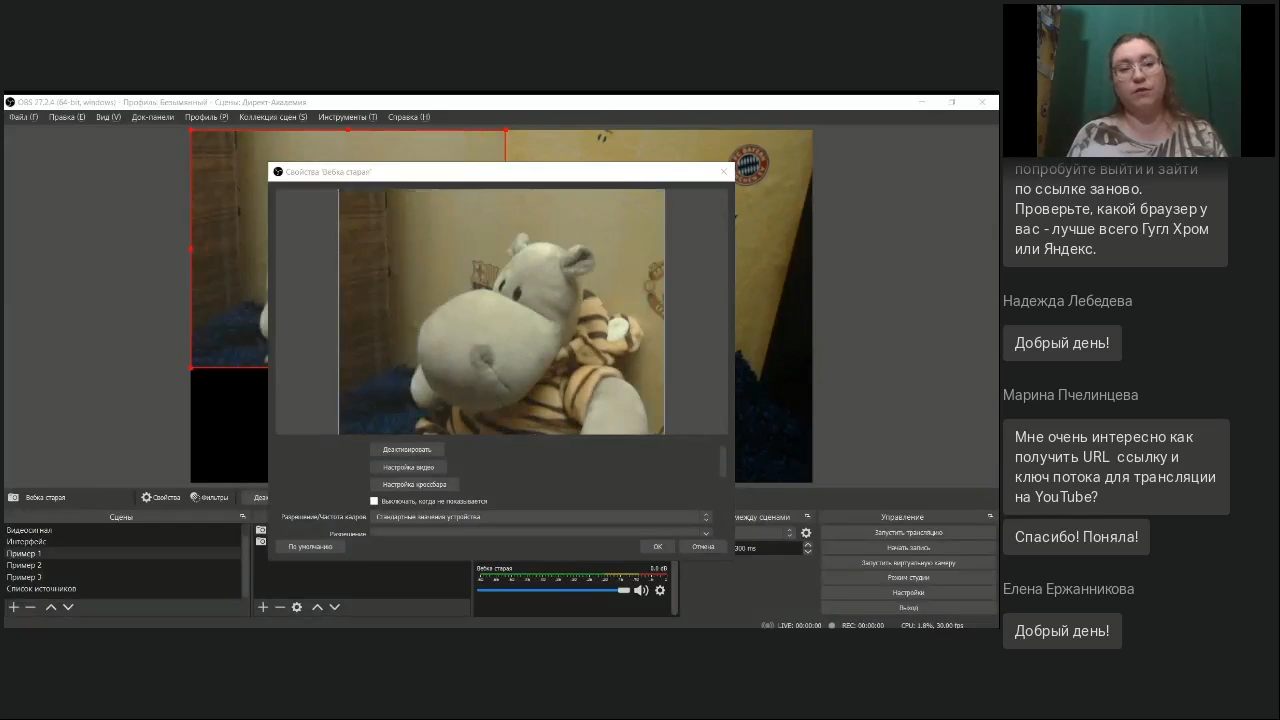 OBS 27.2.4 (64-bit, windows) - Профиль: Безымянный - Сцены: Директ-Академия
Файл (F) Правка (E) Вид (V) Док-панели Профиль (P) Коллекция сцен (S) Инструменты (T) Справка (H)
Свойства 'Вебка старая'
Деактивировать
Настройка видео
Настройка кроссбара
Выключать, когда не показывается
Разрешение/Частота кадров Стандартные значения устройства
Разрешение
По умолчанию OK Отмена
Вебка старая Свойства Фильтры Деак
Сцены
Видеосигнал
Интерфейс
Пример 1
Пример 2
Пример 3
Список источников
Вебка старая 0.0 dB
между сценами
300 ms
Управление
Запустить трансляцию
Начать запись
Запустить виртуальную камеру
Режим студии
Настройки
Выход
LIVE: 00:00:00 REC: 00:00:00 CPU: 1.8%, 30.00 fps
попробуйте выйти и зайти
по ссылке заново.
Проверьте, какой браузер у
вас - лучше всего Гугл Хром
или Яндекс.
Надежда Лебедева
Добрый день!
Марина Пчелинцева
Мне очень интересно как
получить URL ссылку и
ключ потока для трансляции
на YouTube?
Спасибо! Поняла!
Елена Ержанникова
Добрый день!